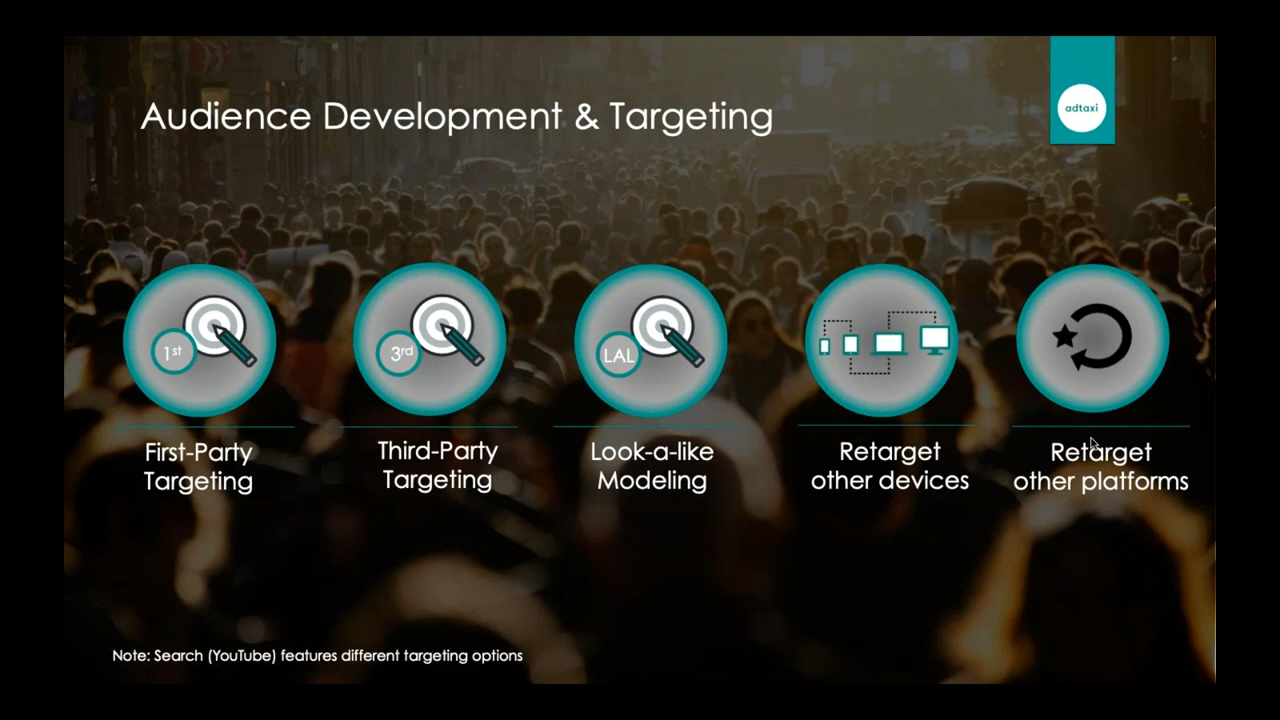 adtaxi
Audience Development & Targeting
1st
3rd
LAL
First-Party
Targeting
Third-Party
Targeting
Look-a-like
Modeling
Retarget
other devices
Retarget
other platforms
Note: Search (YouTube) features different targeting options